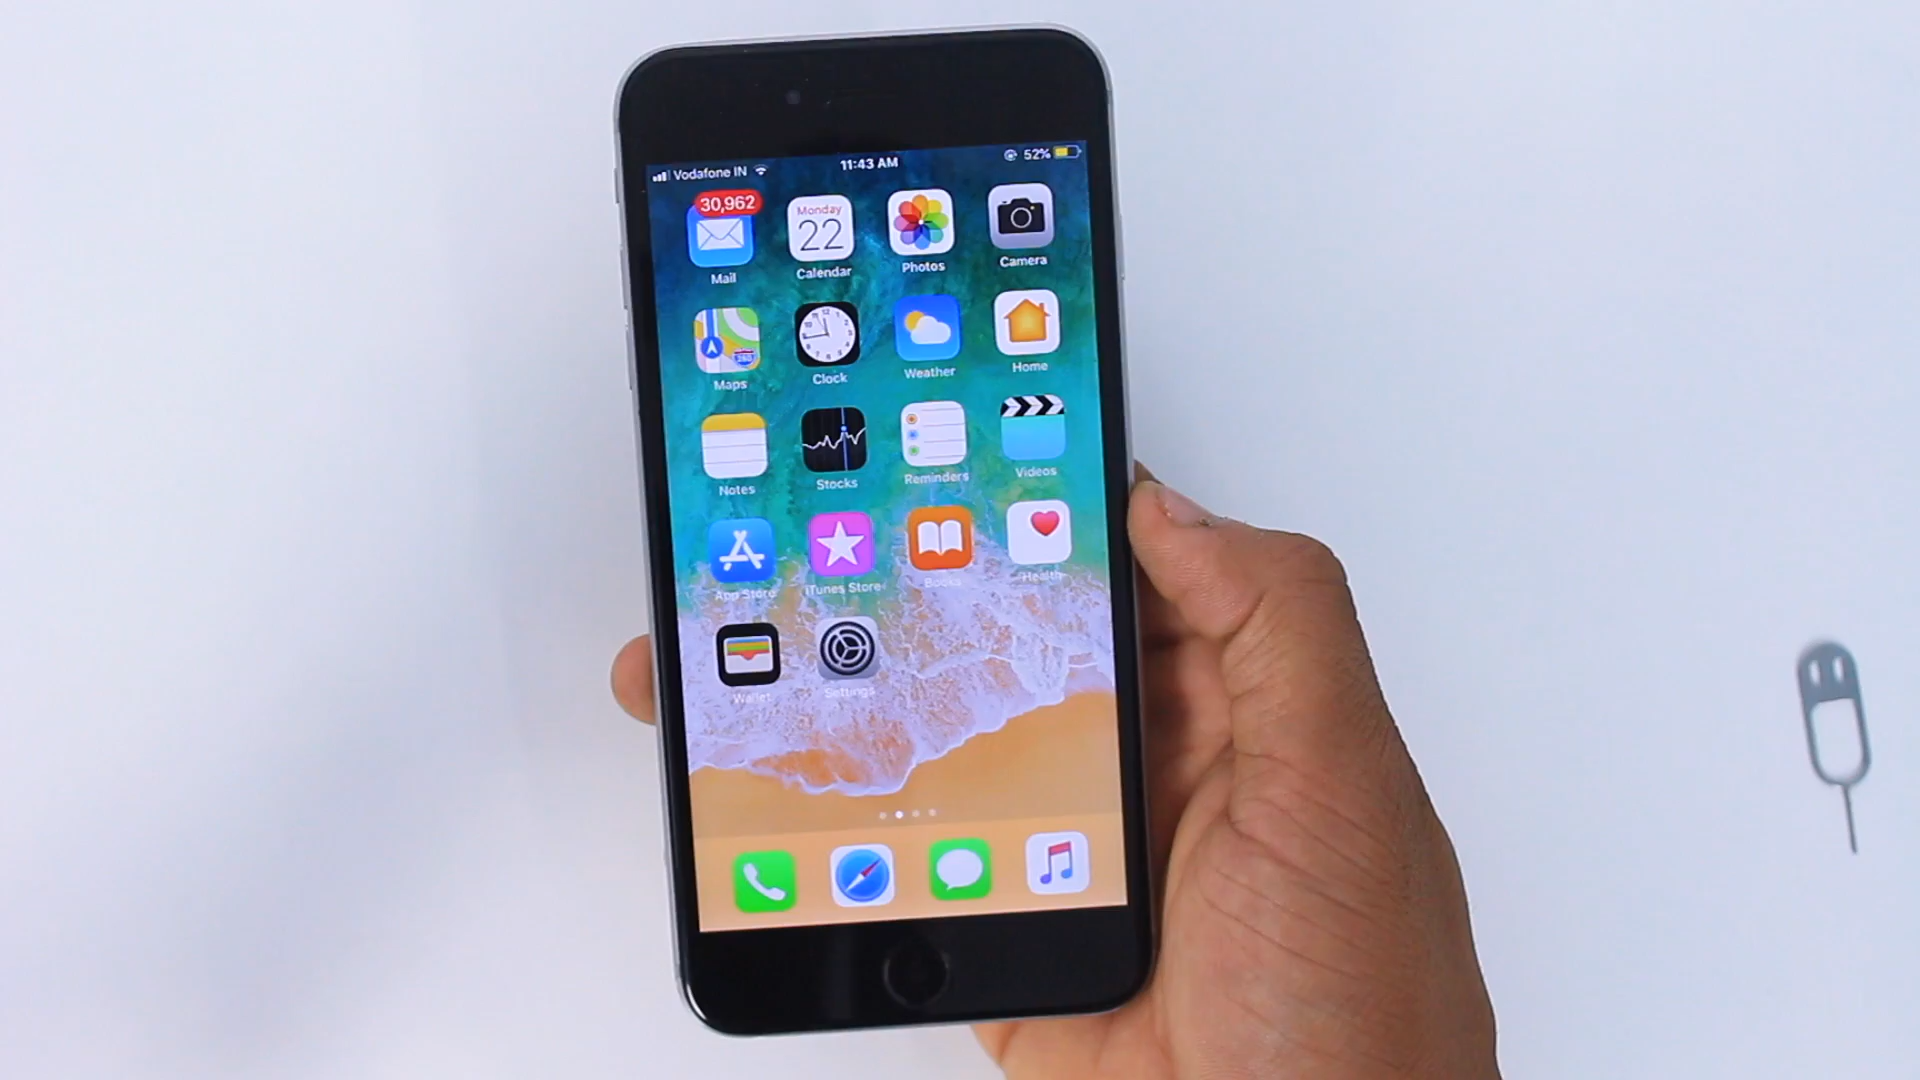 Vodafone IN
11:43 AM
52%
30,962
Monday
22
Mail
Calendar
Photos
Camera
280
Maps
Clock
Weather
Home
Notes
Stocks
Reminders
Videos
App Store
iTunes Store
Books
Health
Wallet
Settings